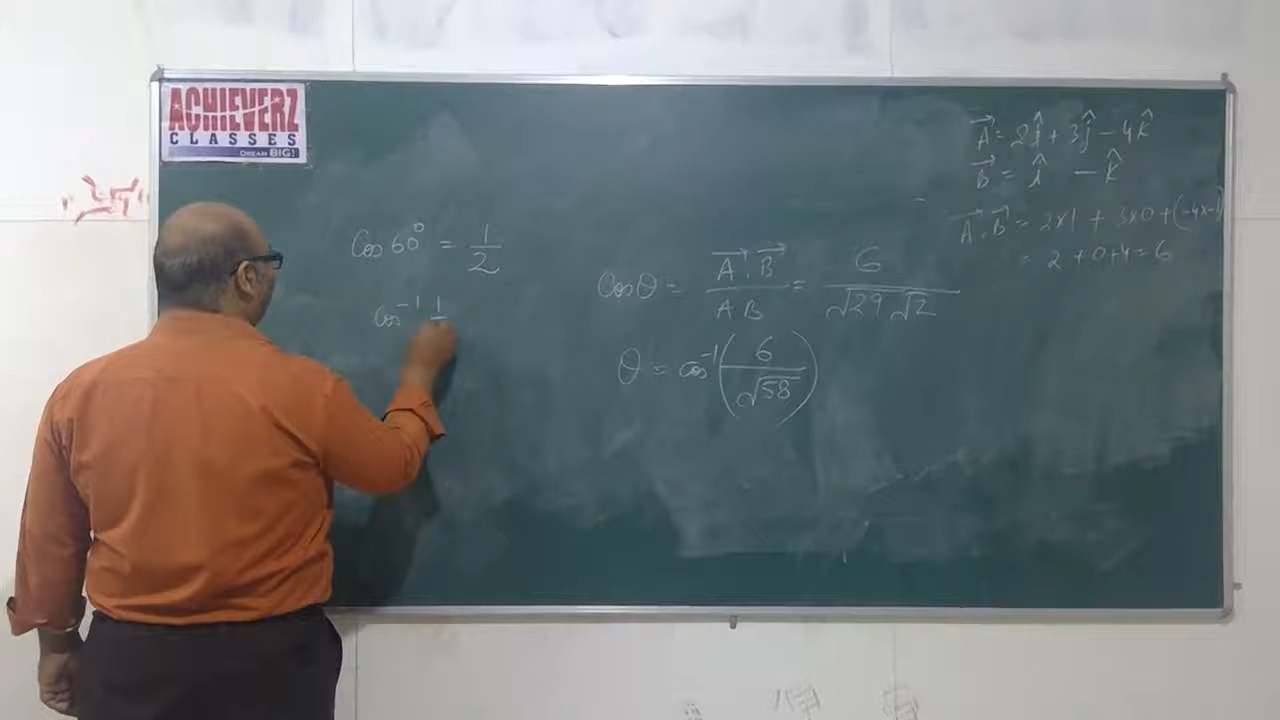 ACHIEVERZ
CLASSES
DREAM BIG!
A⃗ = 2î + 3ĵ - 4k̂
B⃗ = î - k̂
A⃗.B⃗ = 2×1 + 3×0 + (-4×-1)
= 2+0+4=6
Cos 60° = 1/2
cos⁻¹ 1
Cosθ = A⃗.B⃗/AB = 6/√29 √2
θ = cos⁻¹(6/√58)